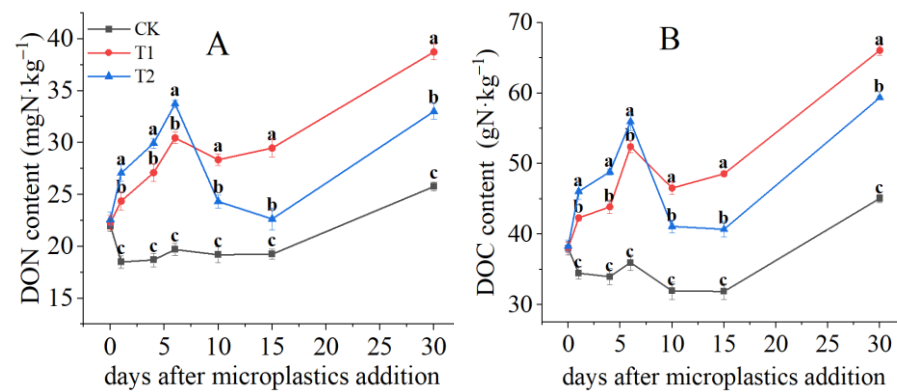 A
CK
T1
T2
DON content (mgN·kg⁻¹)
40
35
30
25
20
15
a
a
a
b
b
b
a
a
b
b
a
b
c
c
c
c
c
c
0 5 10 15 20 25 30
days after microplastics addition
B
DOC content (gN·kg⁻¹)
70
60
50
40
30
a
a
a
b
b
b
a
a
b
b
a
b
c
c
c
c
c
c
0 5 10 15 20 25 30
days after microplastics addition